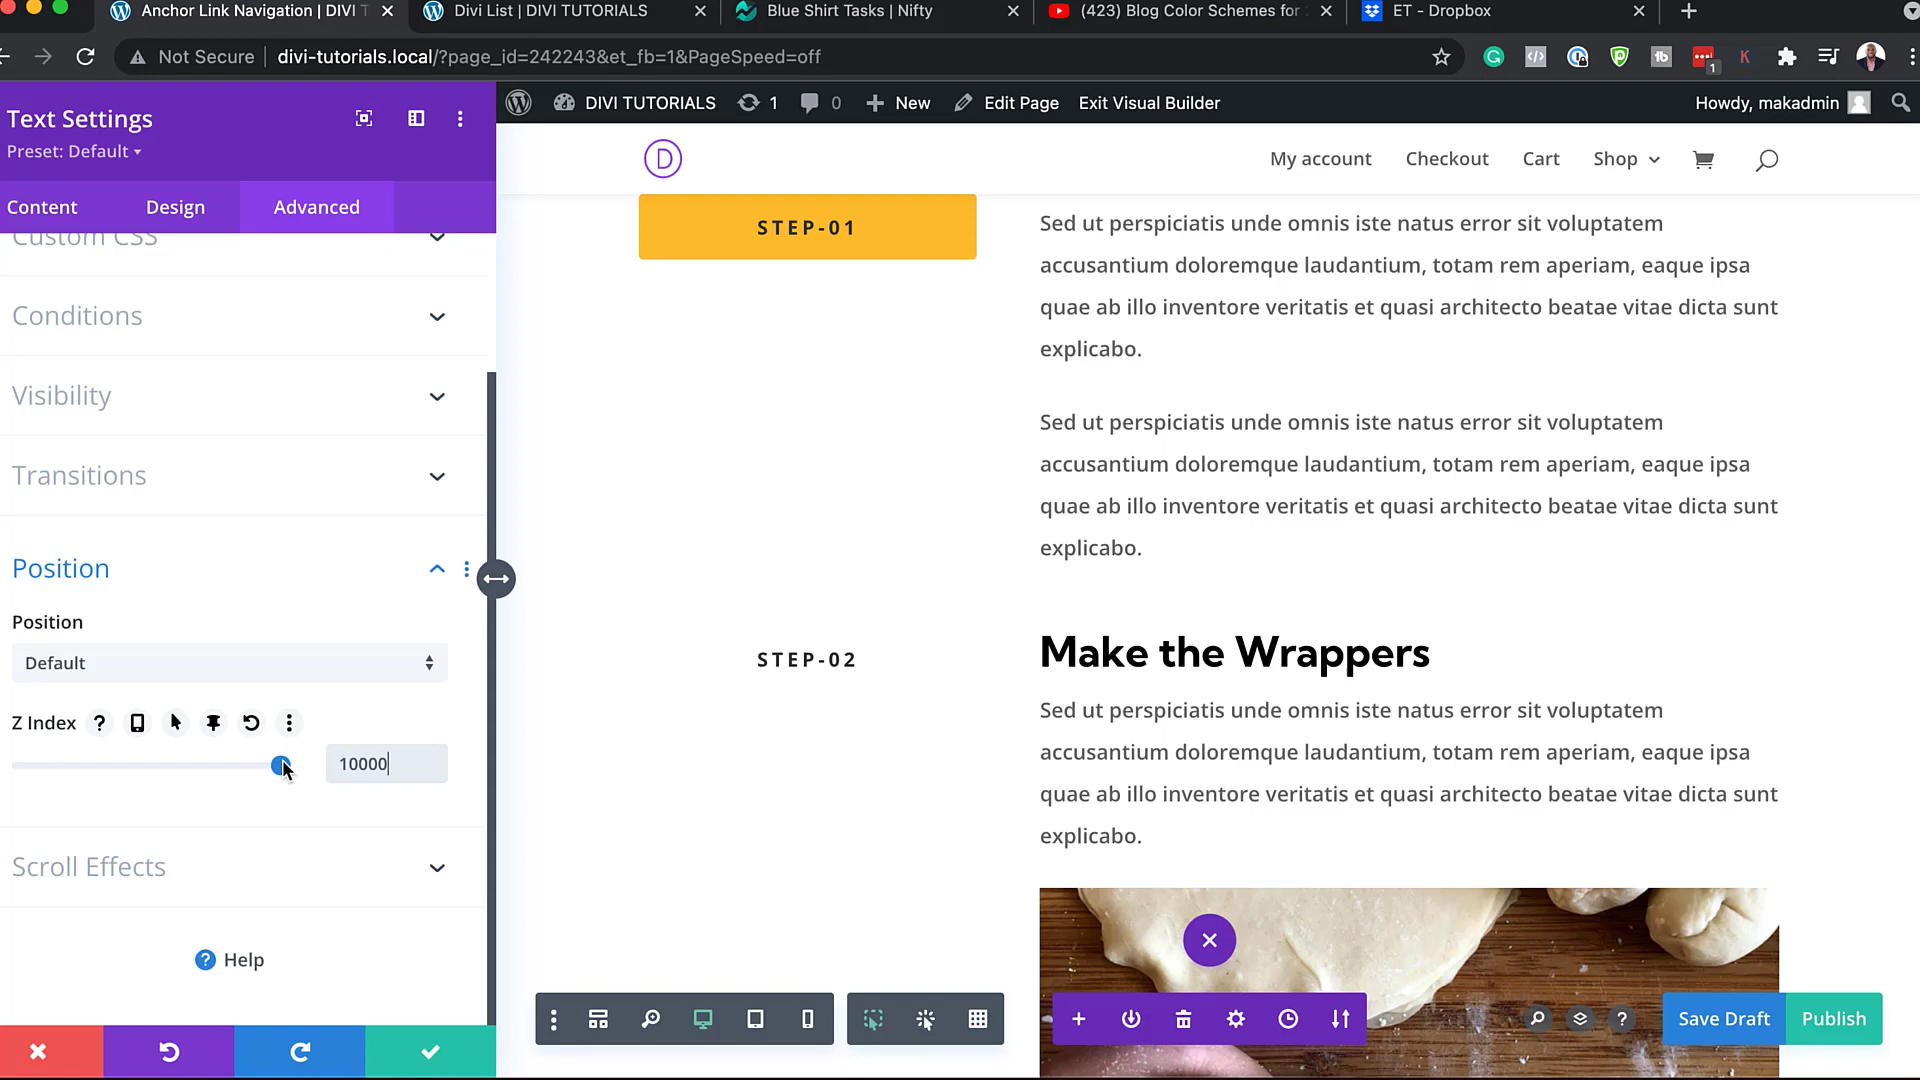 Anchor Link Navigation | DIVI T
Divi List | DIVI TUTORIALS
Blue Shirt Tasks | Nifty
(423) Blog Color Schemes for 2
ET - Dropbox
Not Secure
divi-tutorials.local/?page_id=242243&et_fb=1&PageSpeed=off
1
Text Settings
Preset: Default
Content
Design
Advanced
Custom CSS
Conditions
Visibility
Transitions
Position
Position
Default
Z Index
10000
Scroll Effects
Help
DIVI TUTORIALS
1
0
New
Edit Page
Exit Visual Builder
Howdy, makadmin
D
My account
Checkout
Cart
Shop
STEP-01
Sed ut perspiciatis unde omnis iste natus error sit voluptatem
accusantium doloremque laudantium, totam rem aperiam, eaque ipsa
quae ab illo inventore veritatis et quasi architecto beatae vitae dicta sunt
explicabo.
Sed ut perspiciatis unde omnis iste natus error sit voluptatem
accusantium doloremque laudantium, totam rem aperiam, eaque ipsa
quae ab illo inventore veritatis et quasi architecto beatae vitae dicta sunt
explicabo.
STEP-02
Make the Wrappers
Sed ut perspiciatis unde omnis iste natus error sit voluptatem
accusantium doloremque laudantium, totam rem aperiam, eaque ipsa
quae ab illo inventore veritatis et quasi architecto beatae vitae dicta sunt
explicabo.
Save Draft
Publish